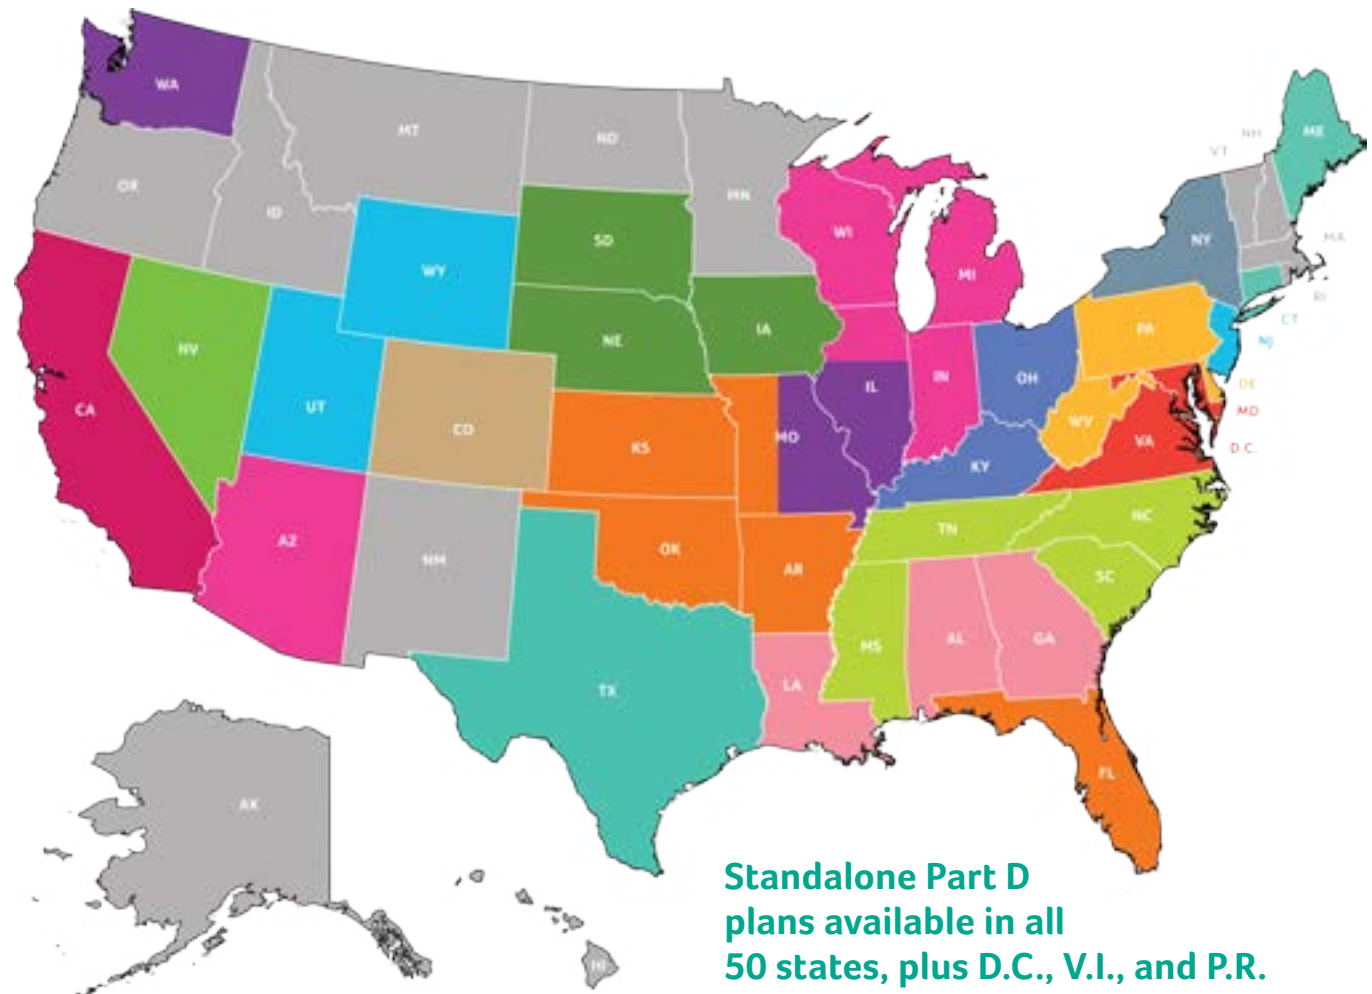 WA
MT
ND
OR
ID
MN
NH
VT
ME
WY
SD
WI
MI
NY
MA
RI
CT
NV
NE
IA
PA
NJ
CA
UT
CO
KS
MO
IL
IN
OH
WV
DE
MD
VA
D.C.
KY
AZ
NM
OK
AR
TN
NC
SC
TX
LA
MS
AL
GA
FL
AK
HI
Standalone Part D
plans available in all
50 states, plus D.C., V.I., and P.R.